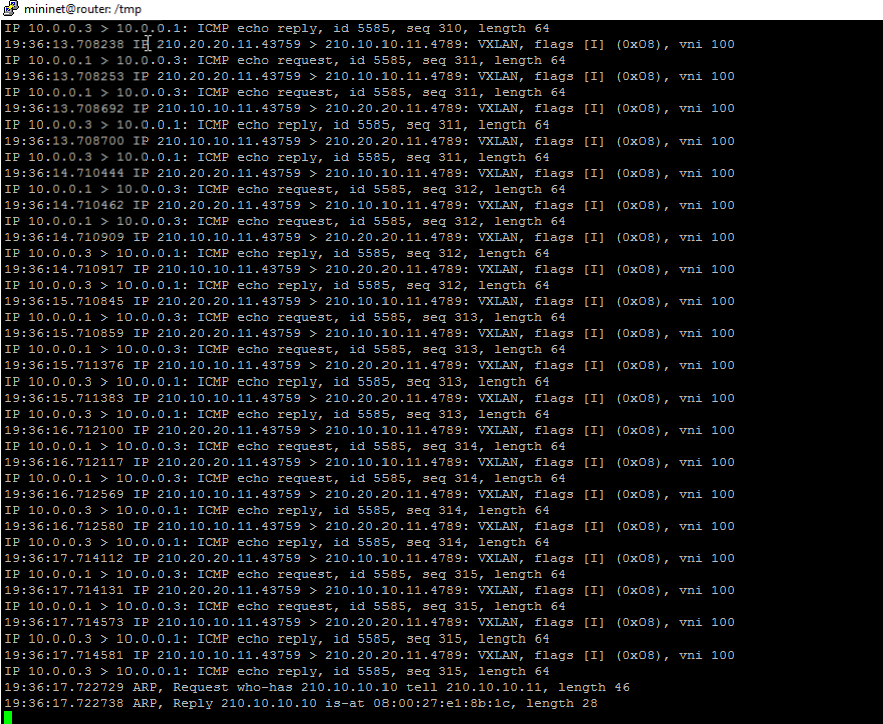 mininet@router: /tmp
IP 10.0.0.3 > 10.0.0.1: ICMP echo reply, id 5585, seq 310, length 64
19:36:13.708238 IP 210.20.20.11.43759 > 210.10.10.11.4789: VXLAN, flags [I] (0x08), vni 100
IP 10.0.0.1 > 10.0.0.3: ICMP echo request, id 5585, seq 311, length 64
19:36:13.708253 IP 210.20.20.11.43759 > 210.10.10.11.4789: VXLAN, flags [I] (0x08), vni 100
IP 10.0.0.1 > 10.0.0.3: ICMP echo request, id 5585, seq 311, length 64
19:36:13.708692 IP 210.10.10.11.43759 > 210.20.20.11.4789: VXLAN, flags [I] (0x08), vni 100
IP 10.0.0.3 > 10.0.0.1: ICMP echo reply, id 5585, seq 311, length 64
19:36:13.708700 IP 210.10.10.11.43759 > 210.20.20.11.4789: VXLAN, flags [I] (0x08), vni 100
IP 10.0.0.3 > 10.0.0.1: ICMP echo reply, id 5585, seq 311, length 64
19:36:14.710444 IP 210.20.20.11.43759 > 210.10.10.11.4789: VXLAN, flags [I] (0x08), vni 100
IP 10.0.0.1 > 10.0.0.3: ICMP echo request, id 5585, seq 312, length 64
19:36:14.710462 IP 210.20.20.11.43759 > 210.10.10.11.4789: VXLAN, flags [I] (0x08), vni 100
IP 10.0.0.1 > 10.0.0.3: ICMP echo request, id 5585, seq 312, length 64
19:36:14.710909 IP 210.10.10.11.43759 > 210.20.20.11.4789: VXLAN, flags [I] (0x08), vni 100
IP 10.0.0.3 > 10.0.0.1: ICMP echo reply, id 5585, seq 312, length 64
19:36:14.710917 IP 210.10.10.11.43759 > 210.20.20.11.4789: VXLAN, flags [I] (0x08), vni 100
IP 10.0.0.3 > 10.0.0.1: ICMP echo reply, id 5585, seq 312, length 64
19:36:15.710845 IP 210.20.20.11.43759 > 210.10.10.11.4789: VXLAN, flags [I] (0x08), vni 100
IP 10.0.0.1 > 10.0.0.3: ICMP echo request, id 5585, seq 313, length 64
19:36:15.710859 IP 210.20.20.11.43759 > 210.10.10.11.4789: VXLAN, flags [I] (0x08), vni 100
IP 10.0.0.1 > 10.0.0.3: ICMP echo request, id 5585, seq 313, length 64
19:36:15.711376 IP 210.10.10.11.43759 > 210.20.20.11.4789: VXLAN, flags [I] (0x08), vni 100
IP 10.0.0.3 > 10.0.0.1: ICMP echo reply, id 5585, seq 313, length 64
19:36:15.711383 IP 210.10.10.11.43759 > 210.20.20.11.4789: VXLAN, flags [I] (0x08), vni 100
IP 10.0.0.3 > 10.0.0.1: ICMP echo reply, id 5585, seq 313, length 64
19:36:16.712100 IP 210.20.20.11.43759 > 210.10.10.11.4789: VXLAN, flags [I] (0x08), vni 100
IP 10.0.0.1 > 10.0.0.3: ICMP echo request, id 5585, seq 314, length 64
19:36:16.712117 IP 210.20.20.11.43759 > 210.10.10.11.4789: VXLAN, flags [I] (0x08), vni 100
IP 10.0.0.1 > 10.0.0.3: ICMP echo request, id 5585, seq 314, length 64
19:36:16.712569 IP 210.10.10.11.43759 > 210.20.20.11.4789: VXLAN, flags [I] (0x08), vni 100
IP 10.0.0.3 > 10.0.0.1: ICMP echo reply, id 5585, seq 314, length 64
19:36:16.712580 IP 210.10.10.11.43759 > 210.20.20.11.4789: VXLAN, flags [I] (0x08), vni 100
IP 10.0.0.3 > 10.0.0.1: ICMP echo reply, id 5585, seq 314, length 64
19:36:17.714112 IP 210.20.20.11.43759 > 210.10.10.11.4789: VXLAN, flags [I] (0x08), vni 100
IP 10.0.0.1 > 10.0.0.3: ICMP echo request, id 5585, seq 315, length 64
19:36:17.714131 IP 210.20.20.11.43759 > 210.10.10.11.4789: VXLAN, flags [I] (0x08), vni 100
IP 10.0.0.1 > 10.0.0.3: ICMP echo request, id 5585, seq 315, length 64
19:36:17.714573 IP 210.10.10.11.43759 > 210.20.20.11.4789: VXLAN, flags [I] (0x08), vni 100
IP 10.0.0.3 > 10.0.0.1: ICMP echo reply, id 5585, seq 315, length 64
19:36:17.714581 IP 210.10.10.11.43759 > 210.20.20.11.4789: VXLAN, flags [I] (0x08), vni 100
IP 10.0.0.3 > 10.0.0.1: ICMP echo reply, id 5585, seq 315, length 64
19:36:17.722729 ARP, Request who-has 210.10.10.10 tell 210.10.10.11, length 46
19:36:17.722738 ARP, Reply 210.10.10.10 is-at 08:00:27:e1:8b:1c, length 28